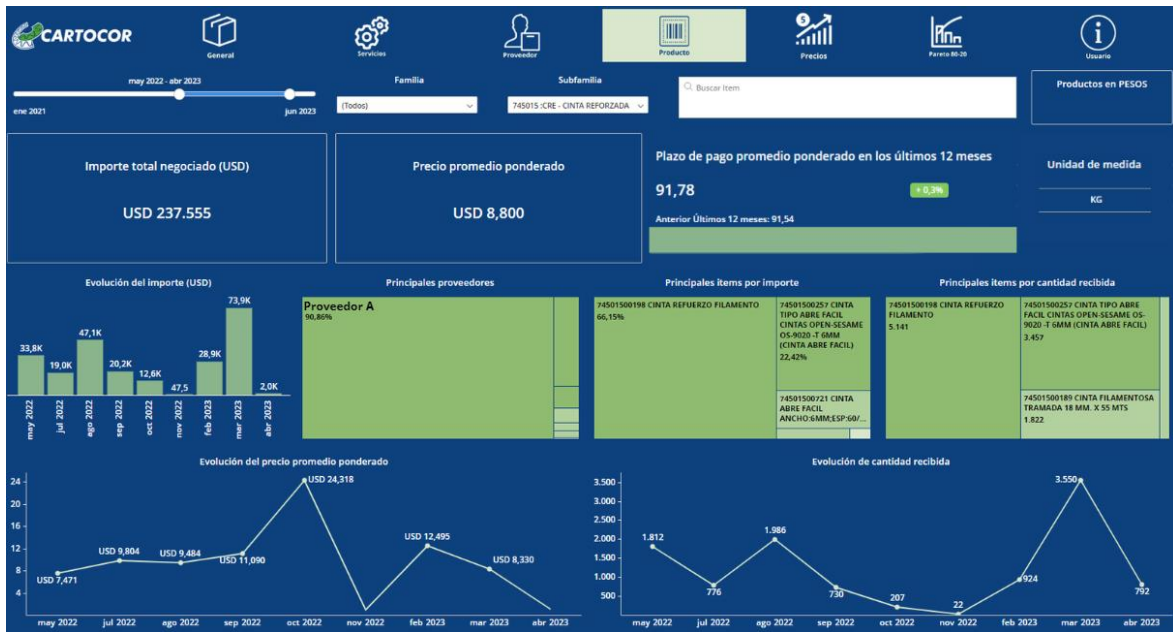 CARTOCOR
General
Servicios
Proveedor
Producto
Precios
Pareto 80-20
Usuario
may 2022 - abr 2023
ene 2021
jun 2023
Familia
(Todos)
Subfamilia
745015 :CRE - CINTA REFORZADA
Buscar Item
Productos en PESOS
Importe total negociado (USD)
USD 237.555
Precio promedio ponderado
USD 8,800
Plazo de pago promedio ponderado en los últimos 12 meses
91,78
+ 0,3%
Anterior Últimos 12 meses: 91,54
Unidad de medida
KG
Evolución del importe (USD)
33,8K
19,0K
47,1K
20,2K
12,6K
47,5
28,9K
73,9K
2,0K
may 2022
jul 2022
ago 2022
sep 2022
oct 2022
nov 2022
feb 2023
mar 2023
abr 2023
Principales proveedores
Proveedor A
90,86%
Principales items por importe
74501500198 CINTA REFUERZO FILAMENTO
66,15%
74501500257 CINTA
TIPO ABRE FACIL
CINTAS OPEN-SESAME
OS-9020 -T 6MM
(CINTA ABRE FACIL)
22,42%
74501500721 CINTA
ABRE FACIL
ANCHO:6MM;ESP:60/...
Principales items por cantidad recibida
74501500198 CINTA REFUERZO
FILAMENTO
5.141
74501500257 CINTA TIPO ABRE
FACIL CINTAS OPEN-SESAME OS-
9020 -T 6MM (CINTA ABRE FACIL)
3.457
74501500189 CINTA FILAMENTOSA
TRAMADA 18 MM. X 55 MTS
1.822
Evolución del precio promedio ponderado
24
20
16
12
8
4
USD 7,471
USD 9,804
USD 9,484
USD 11,090
USD 24,318
USD 12,495
USD 8,330
may 2022
jul 2022
ago 2022
sep 2022
oct 2022
nov 2022
feb 2023
mar 2023
abr 2023
Evolución de cantidad recibida
3.500
3.000
2.500
2.000
1.500
1.000
500
1.812
776
1.986
730
207
22
924
3.550
792
may 2022
jul 2022
ago 2022
sep 2022
oct 2022
nov 2022
feb 2023
mar 2023
abr 2023